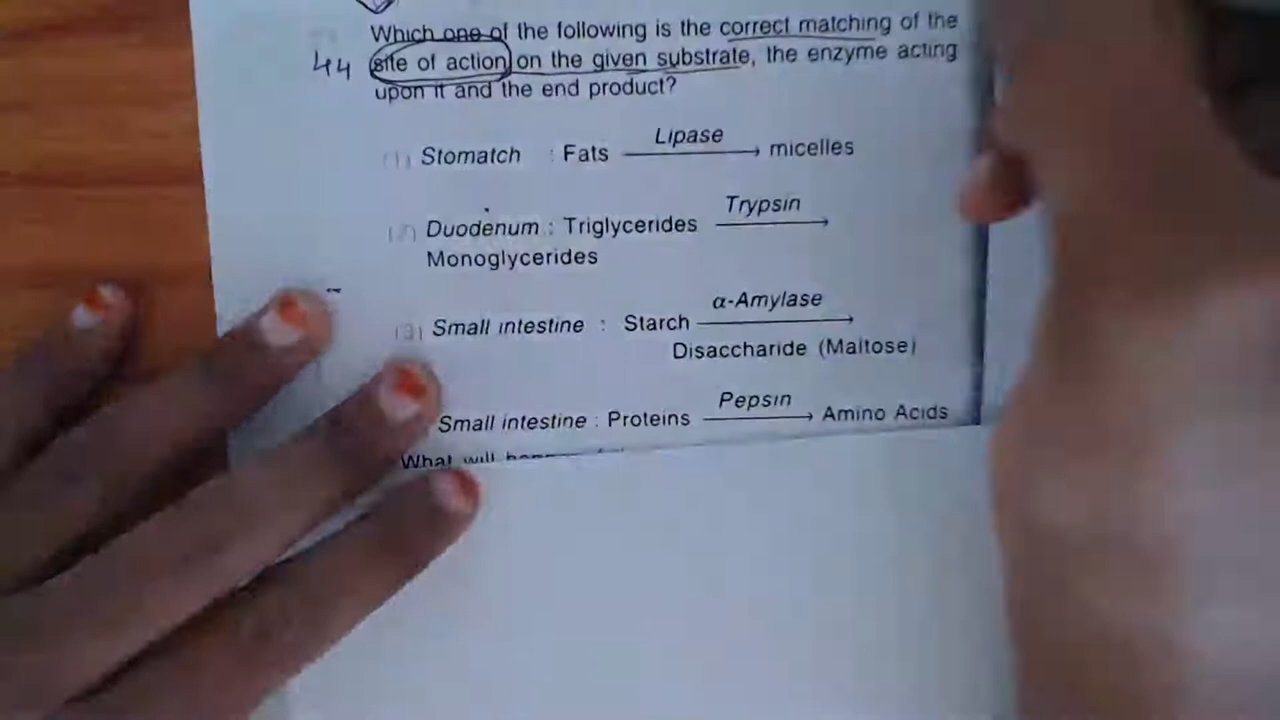 Which one of the following is the correct matching of the
44 site of action on the given substrate, the enzyme acting
upon it and the end product?
Lipase
(1) Stomatch : Fats → micelles
Trypsin
(2) Duodenum : Triglycerides →
Monoglycerides
α-Amylase
(3) Small intestine : Starch →
Disaccharide (Maltose)
Pepsin
Small intestine : Proteins → Amino Acids
What will